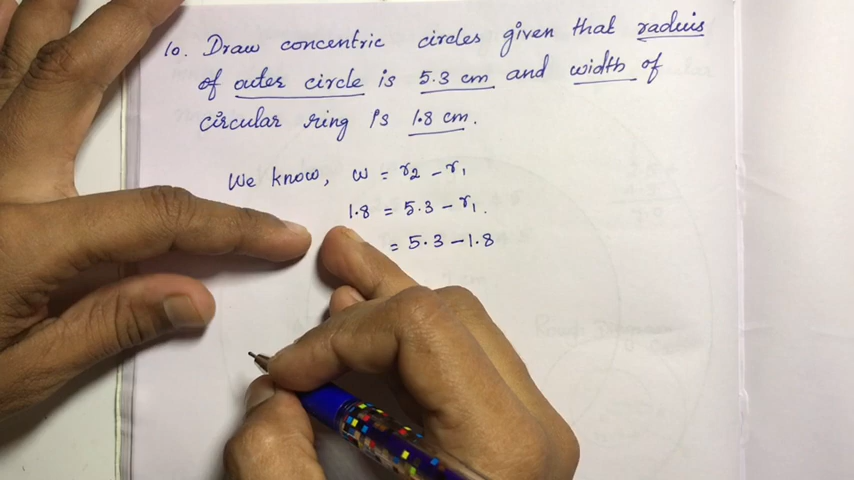 10. Draw concentric circles given that radius
of outer circle is 5.3 cm and width of
circular ring is 1.8 cm.
We know, w = r2 - r1
1.8 = 5.3 - r1.
= 5.3 - 1.8